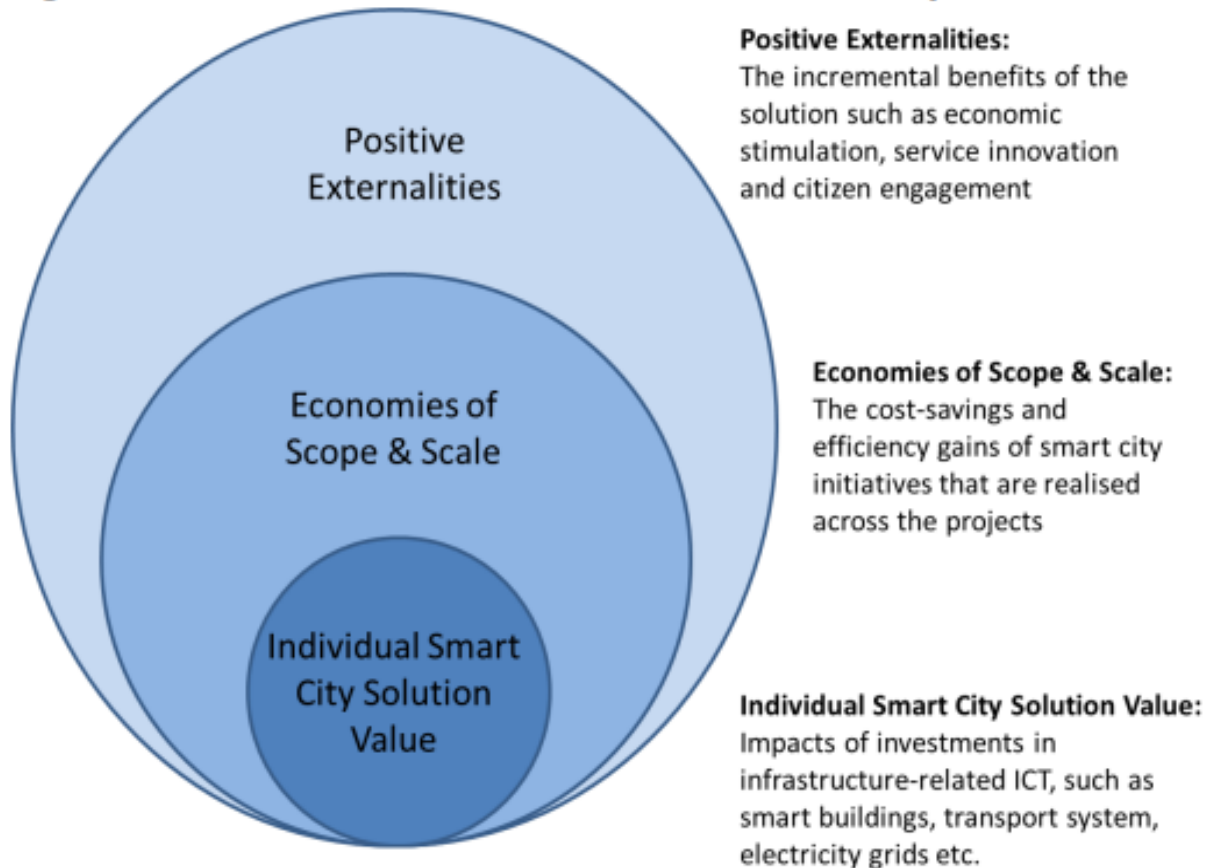 Positive
Externalities
Economies of
Scope & Scale
Individual Smart
City Solution
Value
Positive Externalities:
The incremental benefits of the
solution such as economic
stimulation, service innovation
and citizen engagement
Economies of Scope & Scale:
The cost-savings and
efficiency gains of smart city
initiatives that are realised
across the projects
Individual Smart City Solution Value:
Impacts of investments in
infrastructure-related ICT, such as
smart buildings, transport system,
electricity grids etc.